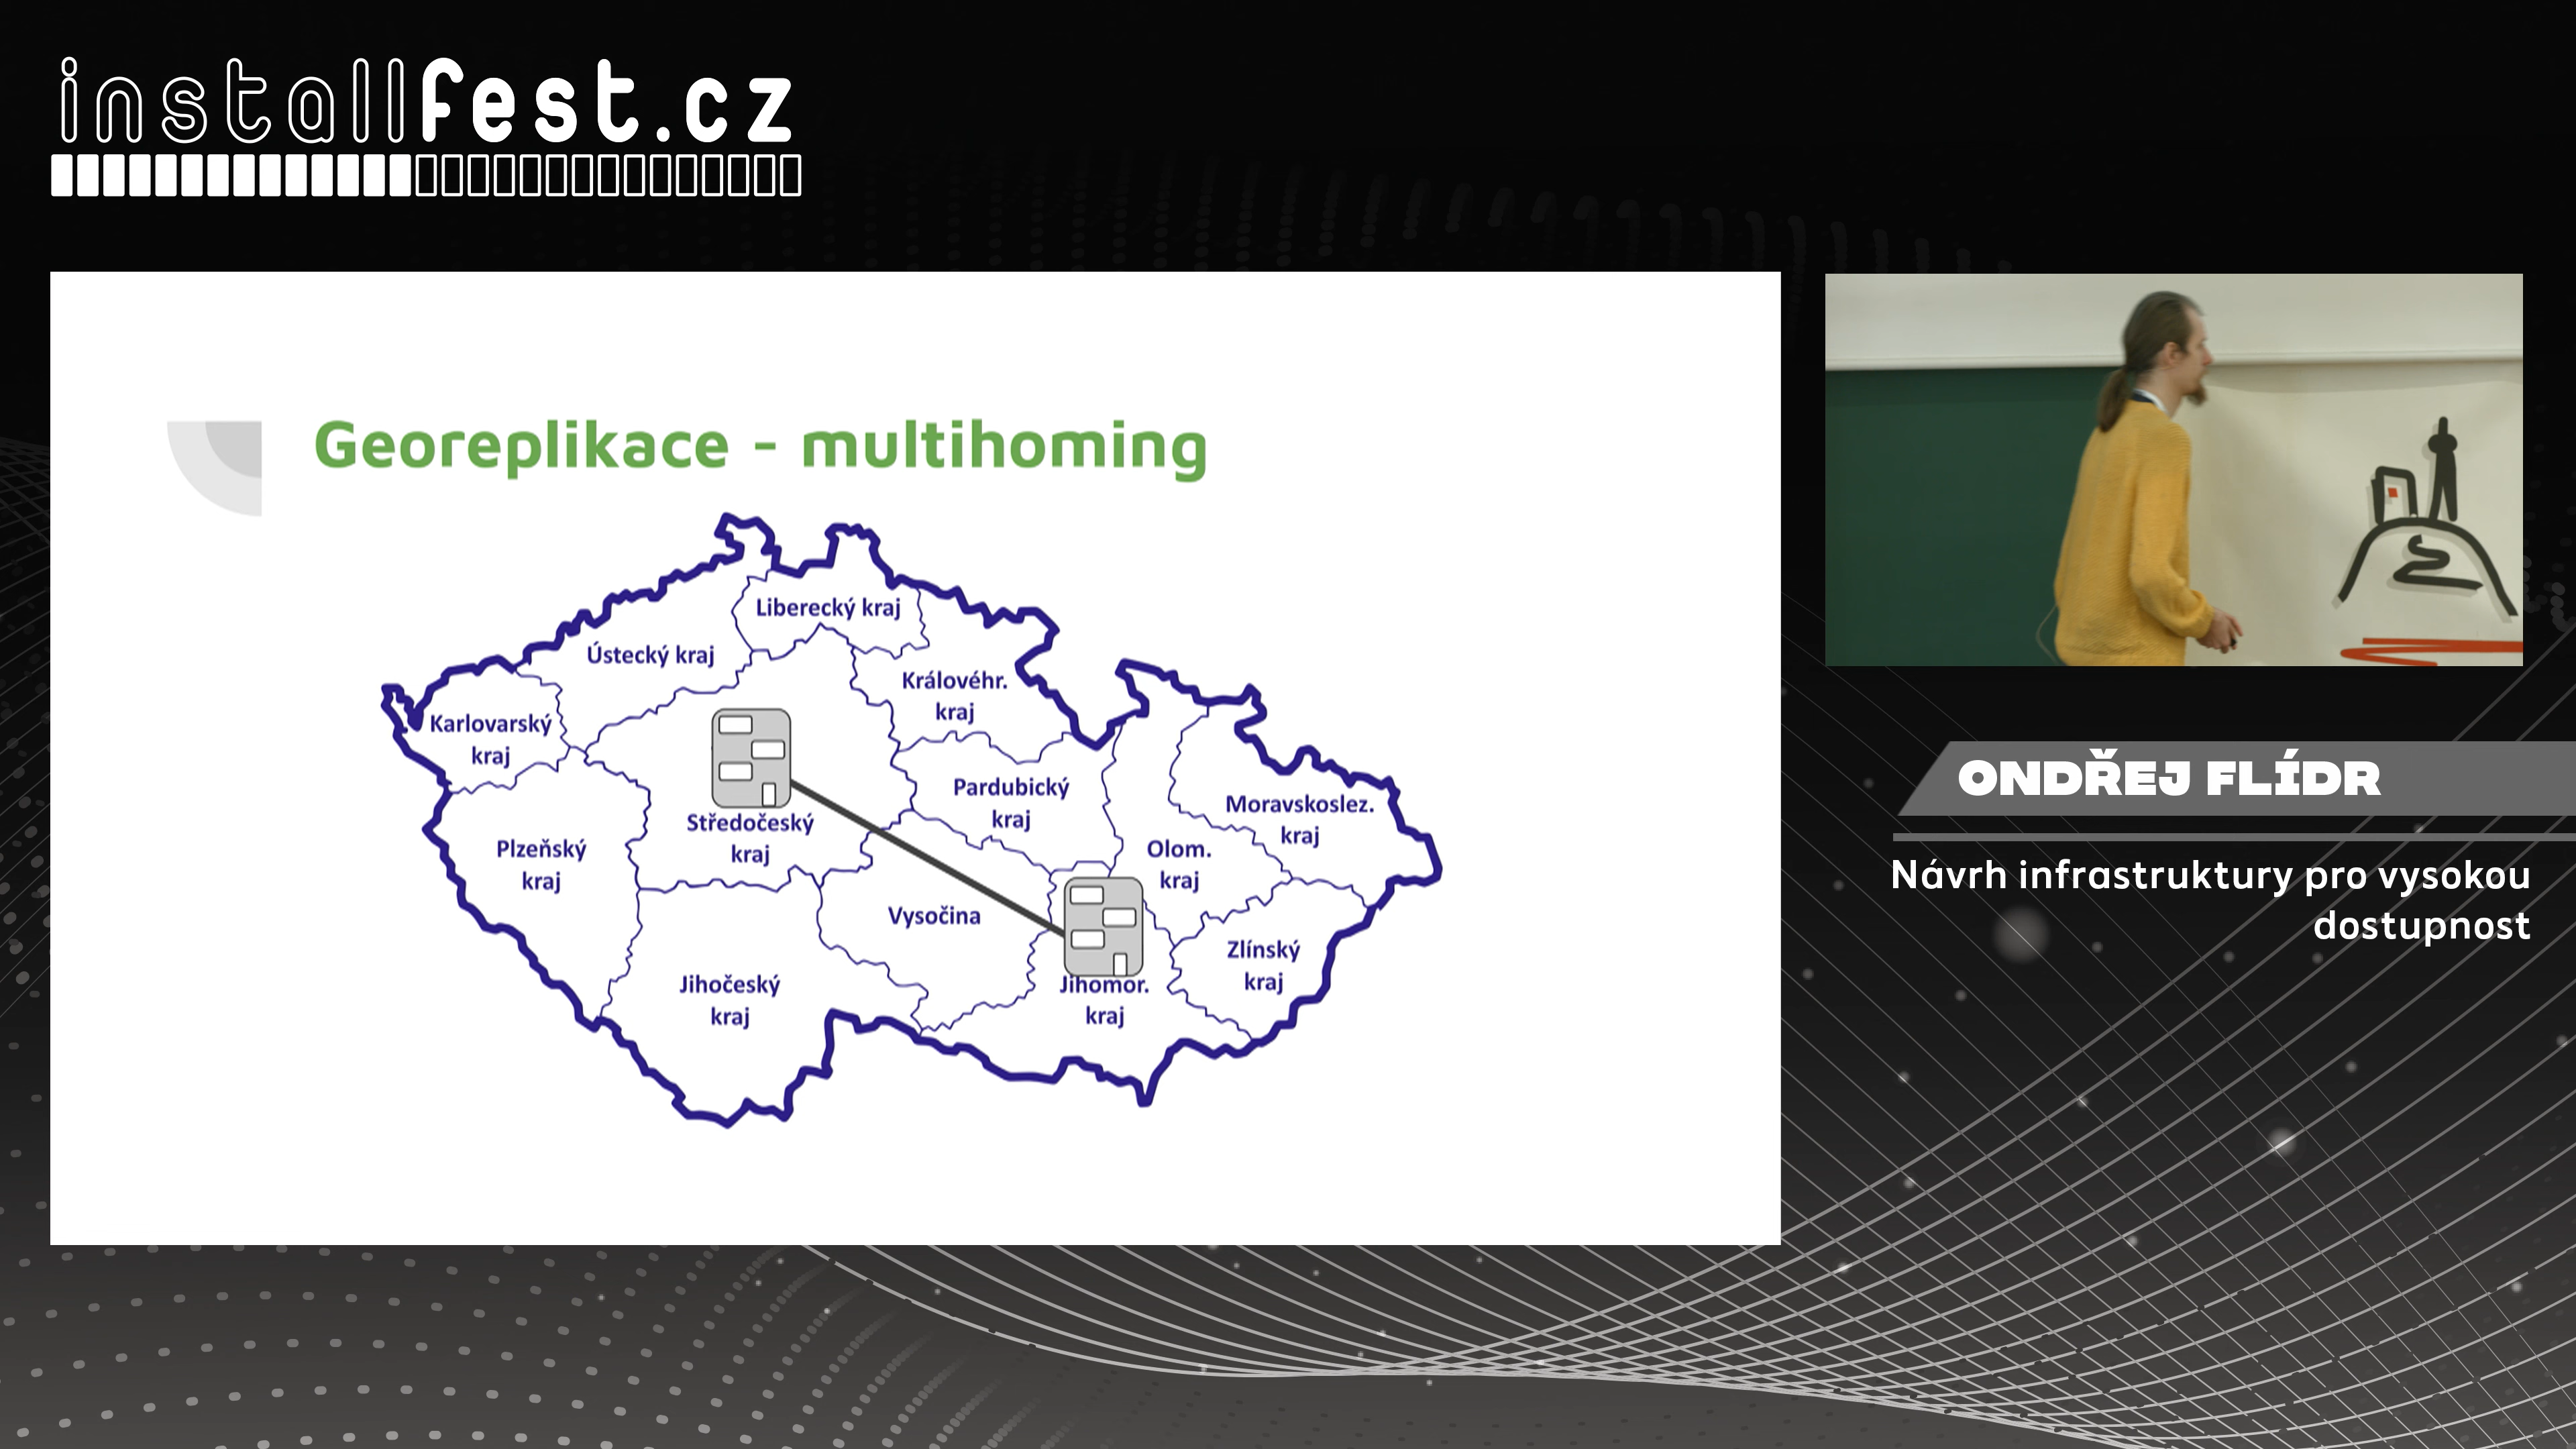 installfest.cz
Georeplikace - multihoming
Liberecký kraj
Ústecký kraj
Královéhr.
kraj
Karlovarský
kraj
Pardubický
kraj
Moravskoslez.
kraj
Středočeský
kraj
Plzeňský
kraj
Olom.
kraj
Vysočina
Zlínský
kraj
Jihočeský
kraj
Jihomor.
kraj
ONDŘEJ FLÍDR
Návrh infrastruktury pro vysokou
dostupnost